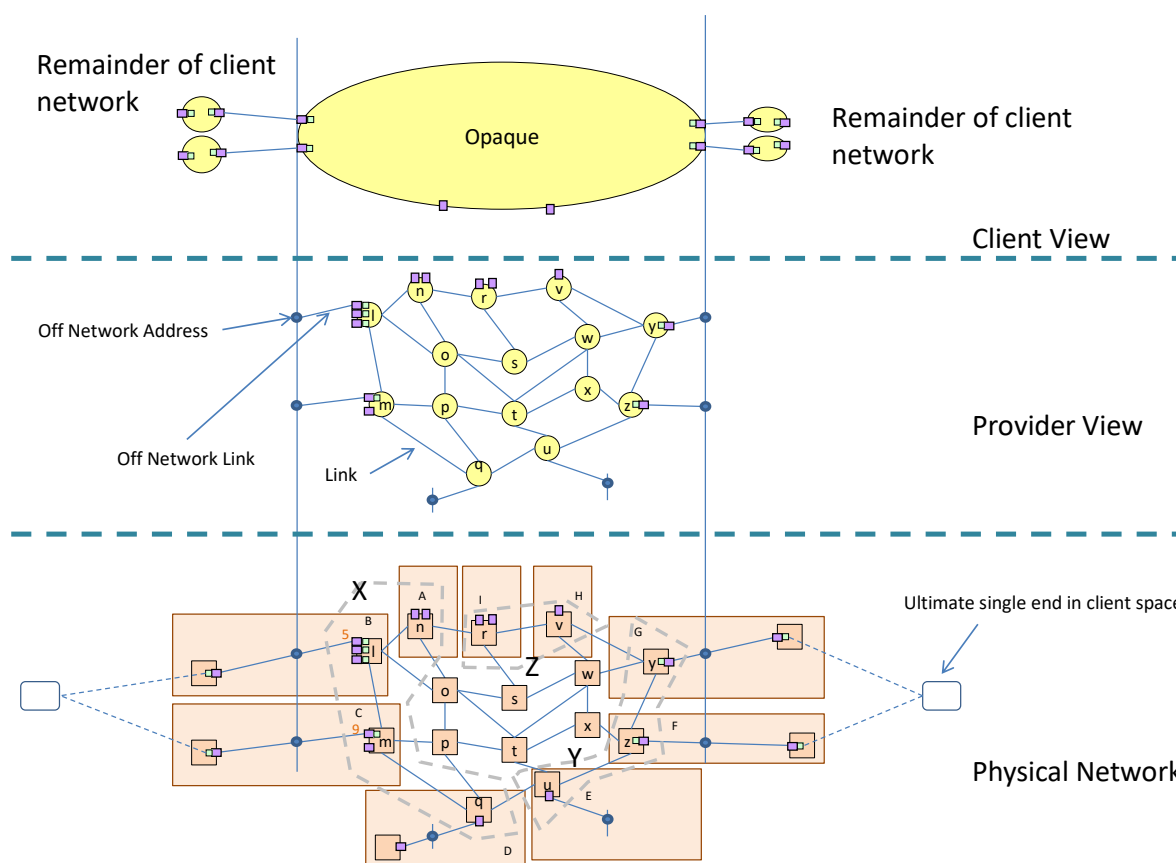 Remainder of client
network
Opaque
Remainder of client
network
Client View
n
r
v
l
y
Off Network Address
w
o
s
x
m
p
t
z
Provider View
u
Off Network Link
Link
q
X
A
I
H
Ultimate single end in client space
B
5
n
r
v
G
l
y
Z
w
o
s
C
F
9
x
m
p
t
z
Y
Physical Network
u
E
q
D